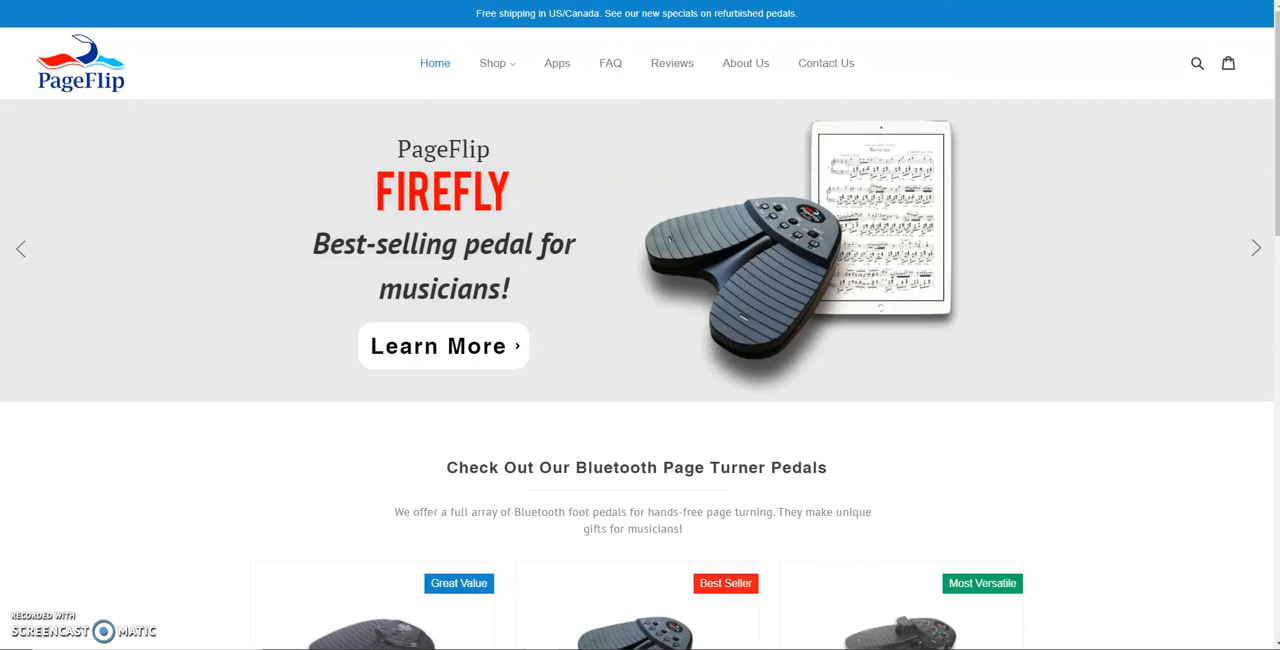 Free shipping in US/Canada. See our new specials on refurbished pedals.
PageFlip
Home Shop Apps FAQ Reviews About Us Contact Us
PageFlip
FIREFLY
Best-selling pedal for
musicians!
Learn More ›
Check Out Our Bluetooth Page Turner Pedals
We offer a full array of Bluetooth foot pedals for hands-free page turning. They make unique
gifts for musicians!
Great Value
Best Seller
Most Versatile
RECORDED WITH
SCREENCAST MATIC